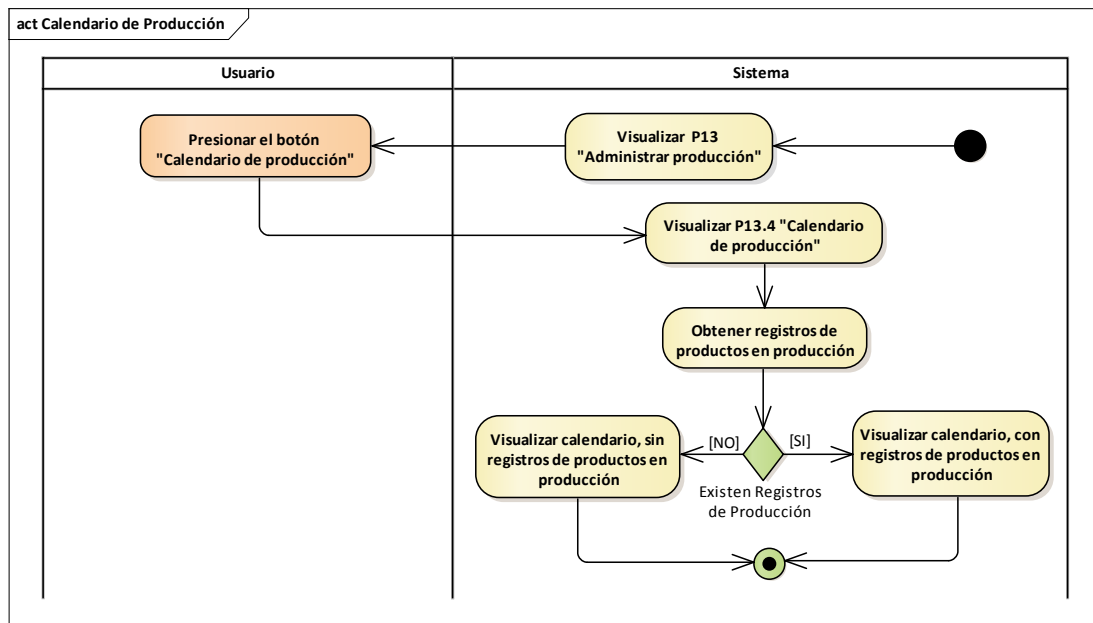 act Calendario de Producción
Usuario
Sistema
Presionar el botón
"Calendario de producción"
Visualizar P13
"Administrar producción"
Visualizar P13.4 "Calendario
de producción"
Obtener registros de
productos en producción
Visualizar calendario, sin
registros de productos en
producción
[NO]
[SI]
Visualizar calendario, con
registros de productos en
producción
Existen Registros
de Producción